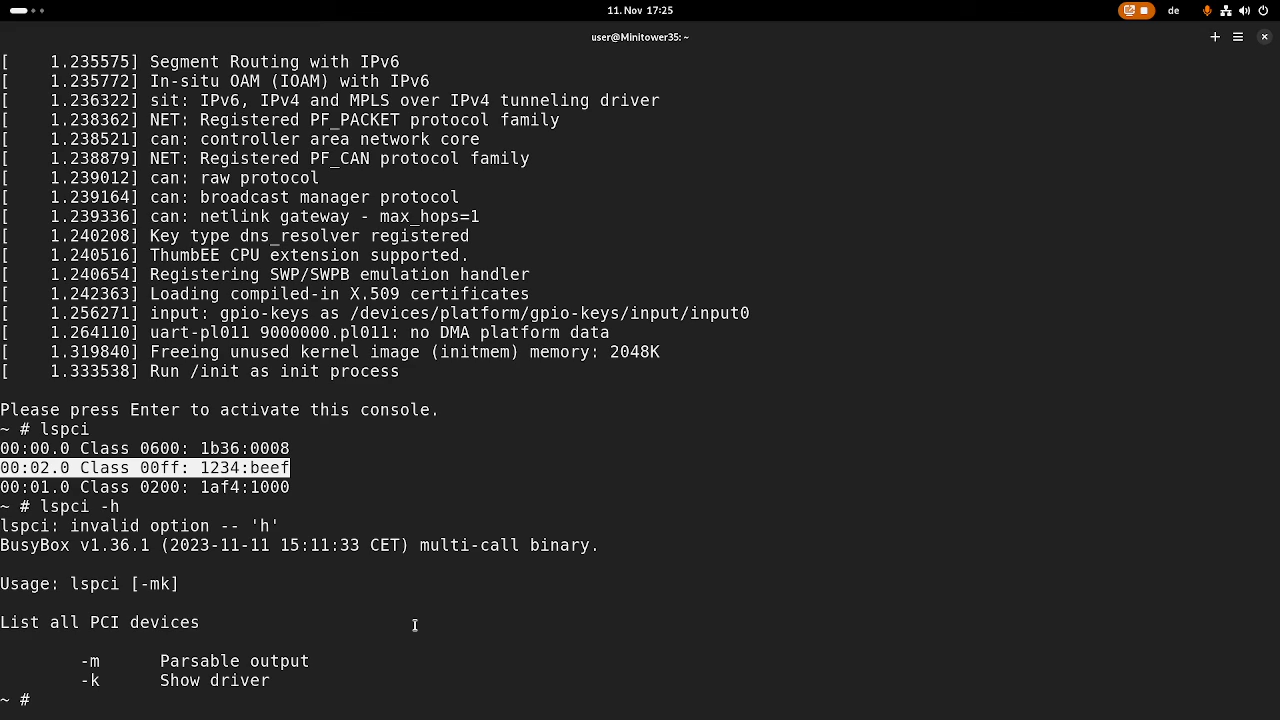 11. Nov 17:25
de
user@Minitower35: ~
[    1.235575] Segment Routing with IPv6
[    1.235772] In-situ OAM (IOAM) with IPv6
[    1.236322] sit: IPv6, IPv4 and MPLS over IPv4 tunneling driver
[    1.238362] NET: Registered PF_PACKET protocol family
[    1.238521] can: controller area network core
[    1.238879] NET: Registered PF_CAN protocol family
[    1.239012] can: raw protocol
[    1.239164] can: broadcast manager protocol
[    1.239336] can: netlink gateway - max_hops=1
[    1.240208] Key type dns_resolver registered
[    1.240516] ThumbEE CPU extension supported.
[    1.240654] Registering SWP/SWPB emulation handler
[    1.242363] Loading compiled-in X.509 certificates
[    1.256271] input: gpio-keys as /devices/platform/gpio-keys/input/input0
[    1.264110] uart-pl011 9000000.pl011: no DMA platform data
[    1.319840] Freeing unused kernel image (initmem) memory: 2048K
[    1.333538] Run /init as init process
Please press Enter to activate this console.
~ # lspci
00:00.0 Class 0600: 1b36:0008
00:02.0 Class 00ff: 1234:beef
00:01.0 Class 0200: 1af4:1000
~ # lspci -h
lspci: invalid option -- 'h'
BusyBox v1.36.1 (2023-11-11 15:11:33 CET) multi-call binary.
Usage: lspci [-mk]
List all PCI devices
-m      Parsable output
-k      Show driver
~ #